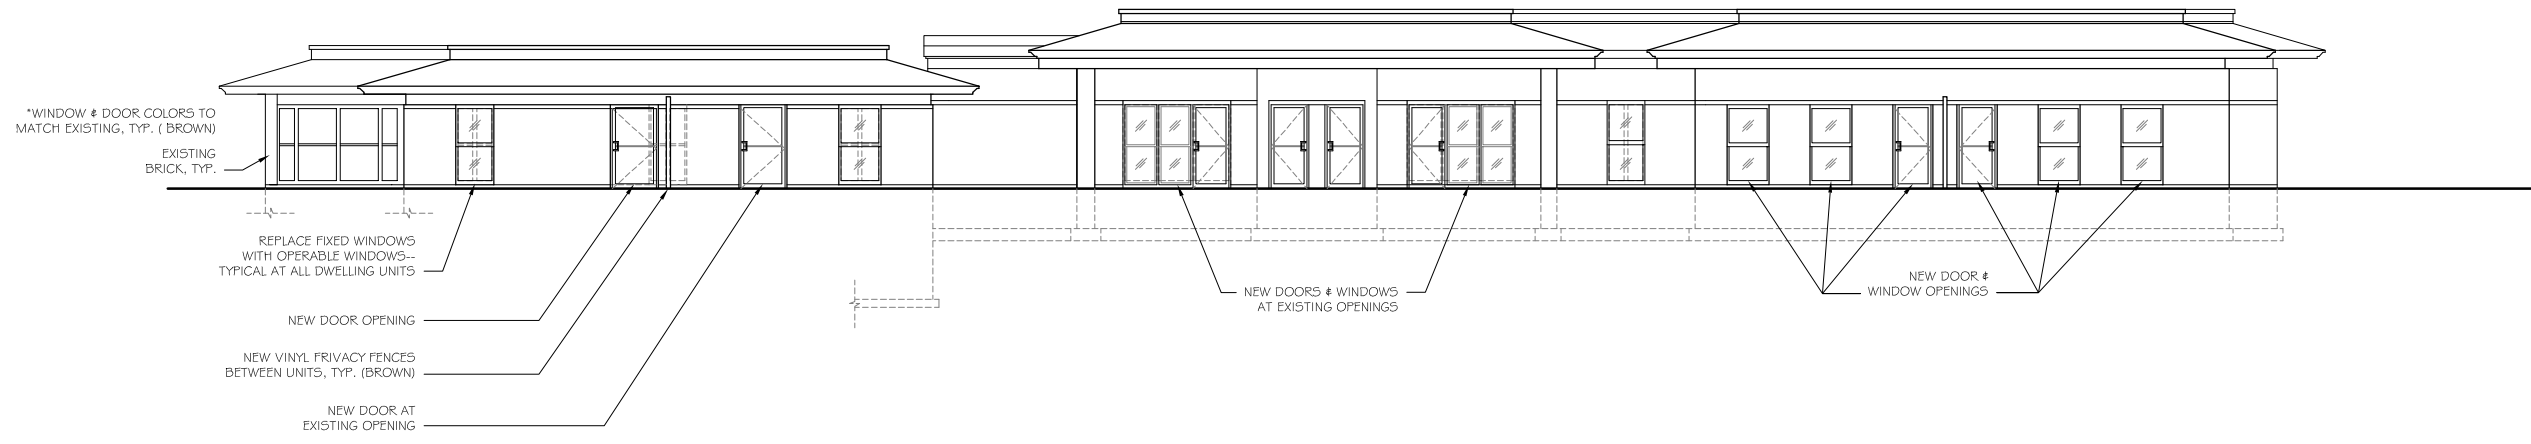 *WINDOW & DOOR COLORS TO
MATCH EXISTING, TYP. ( BROWN)
EXISTING
BRICK, TYP.
REPLACE FIXED WINDOWS
WITH OPERABLE WINDOWS--
TYPICAL AT ALL DWELLING UNITS
NEW DOOR OPENING
NEW VINYL PRIVACY FENCES
BETWEEN UNITS, TYP. (BROWN)
NEW DOOR AT
EXISTING OPENING
NEW DOORS & WINDOWS
AT EXISTING OPENINGS
NEW DOOR &
WINDOW OPENINGS